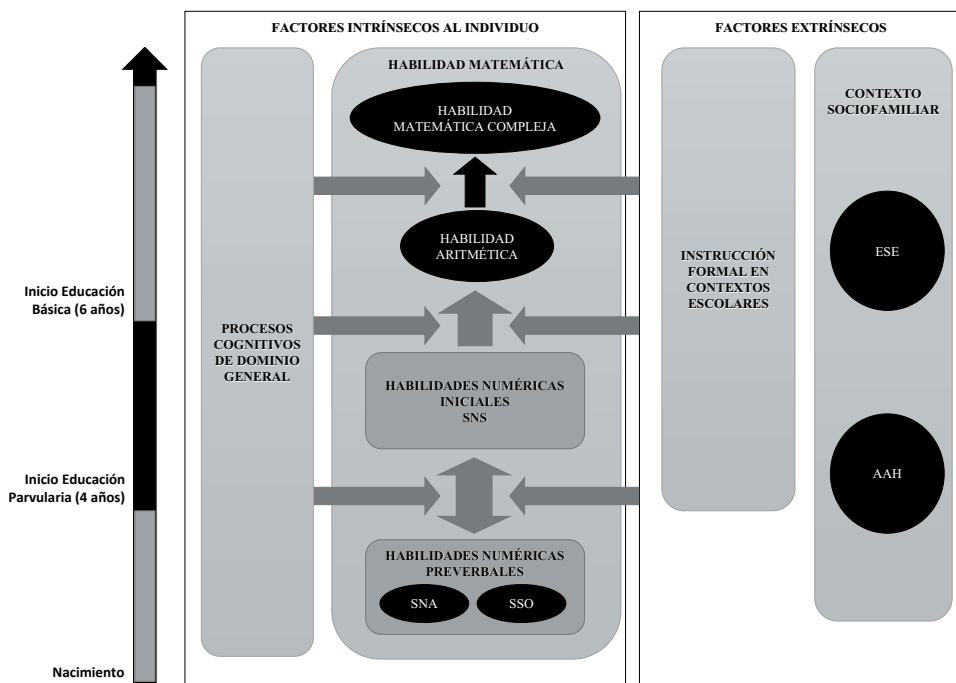 FACTORES INTRÍNSECOS AL INDIVIDUO
FACTORES EXTRÍNSECOS
HABILIDAD MATEMÁTICA
HABILIDAD
MATEMÁTICA COMPLEJA
CONTEXTO
SOCIOFAMILIAR
HABILIDAD
ARITMÉTICA
INSTRUCCIÓN
FORMAL EN
CONTEXTOS
ESCOLARES
ESE
Inicio Educación
Básica (6 años)
PROCESOS
COGNITIVOS
DE DOMINIO
GENERAL
HABILIDADES NUMÉRICAS
INICIALES
SNS
Inicio Educación
Parvularia (4 años)
AAH
HABILIDADES NUMÉRICAS
PREVERBALES
SNA
SSO
Nacimiento